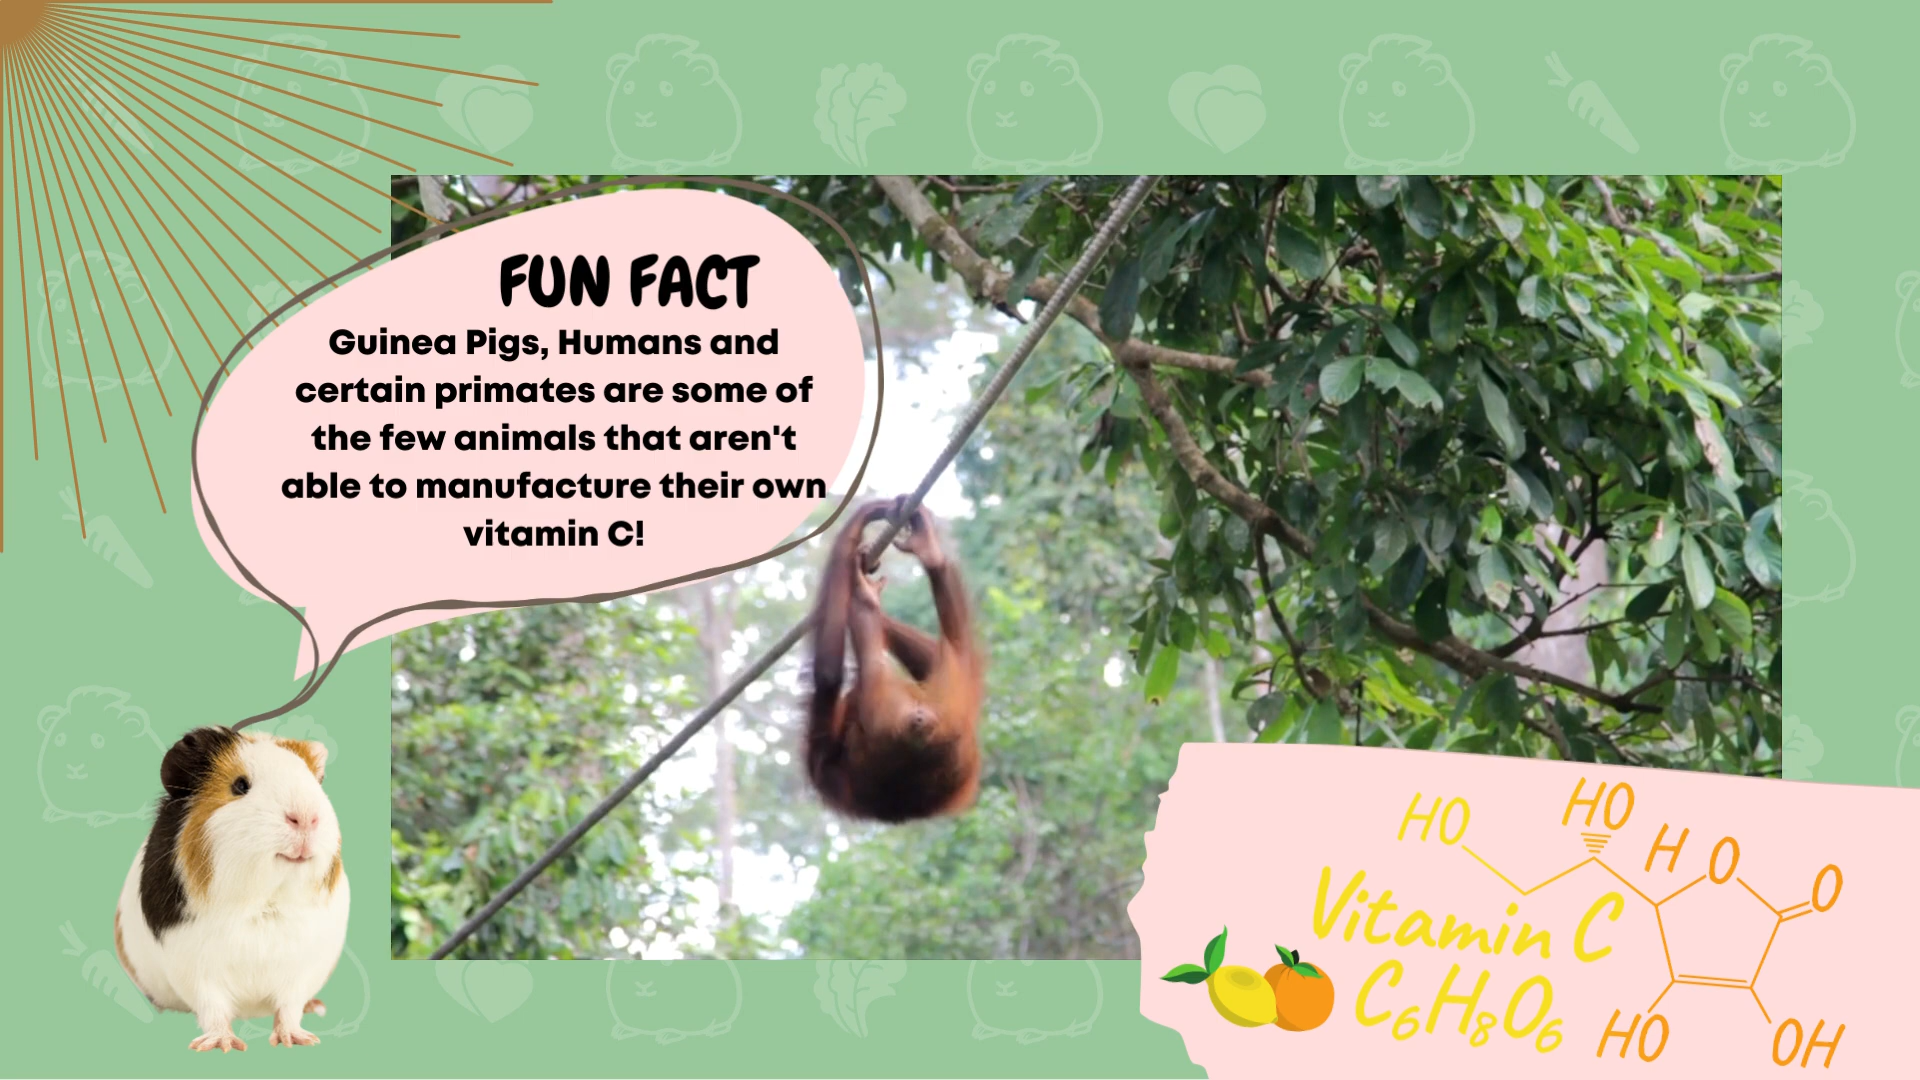 FUN FACT
Guinea Pigs, Humans and
certain primates are some of
the few animals that aren't
able to manufacture their own
vitamin C!
HO
HO
H
O
O
Vitamin C
C₆H₈O₆
HO
OH